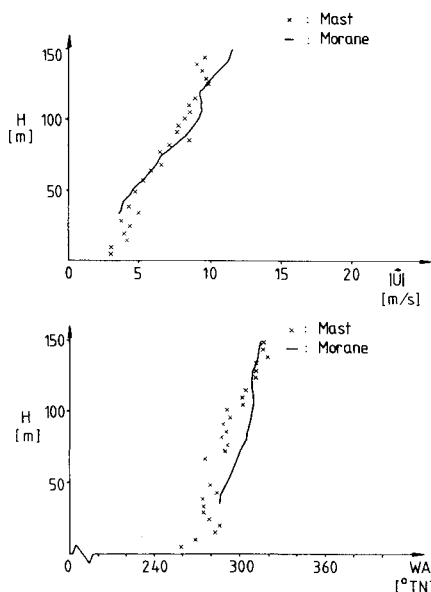 × : Mast
— : Morane
150
H
[m]
100
50
0
5
10
15
20
|Ū|
[m/s]
× : Mast
— : Morane
150
H
[m]
100
50
0
0
240
300
360
WA
[°TN]